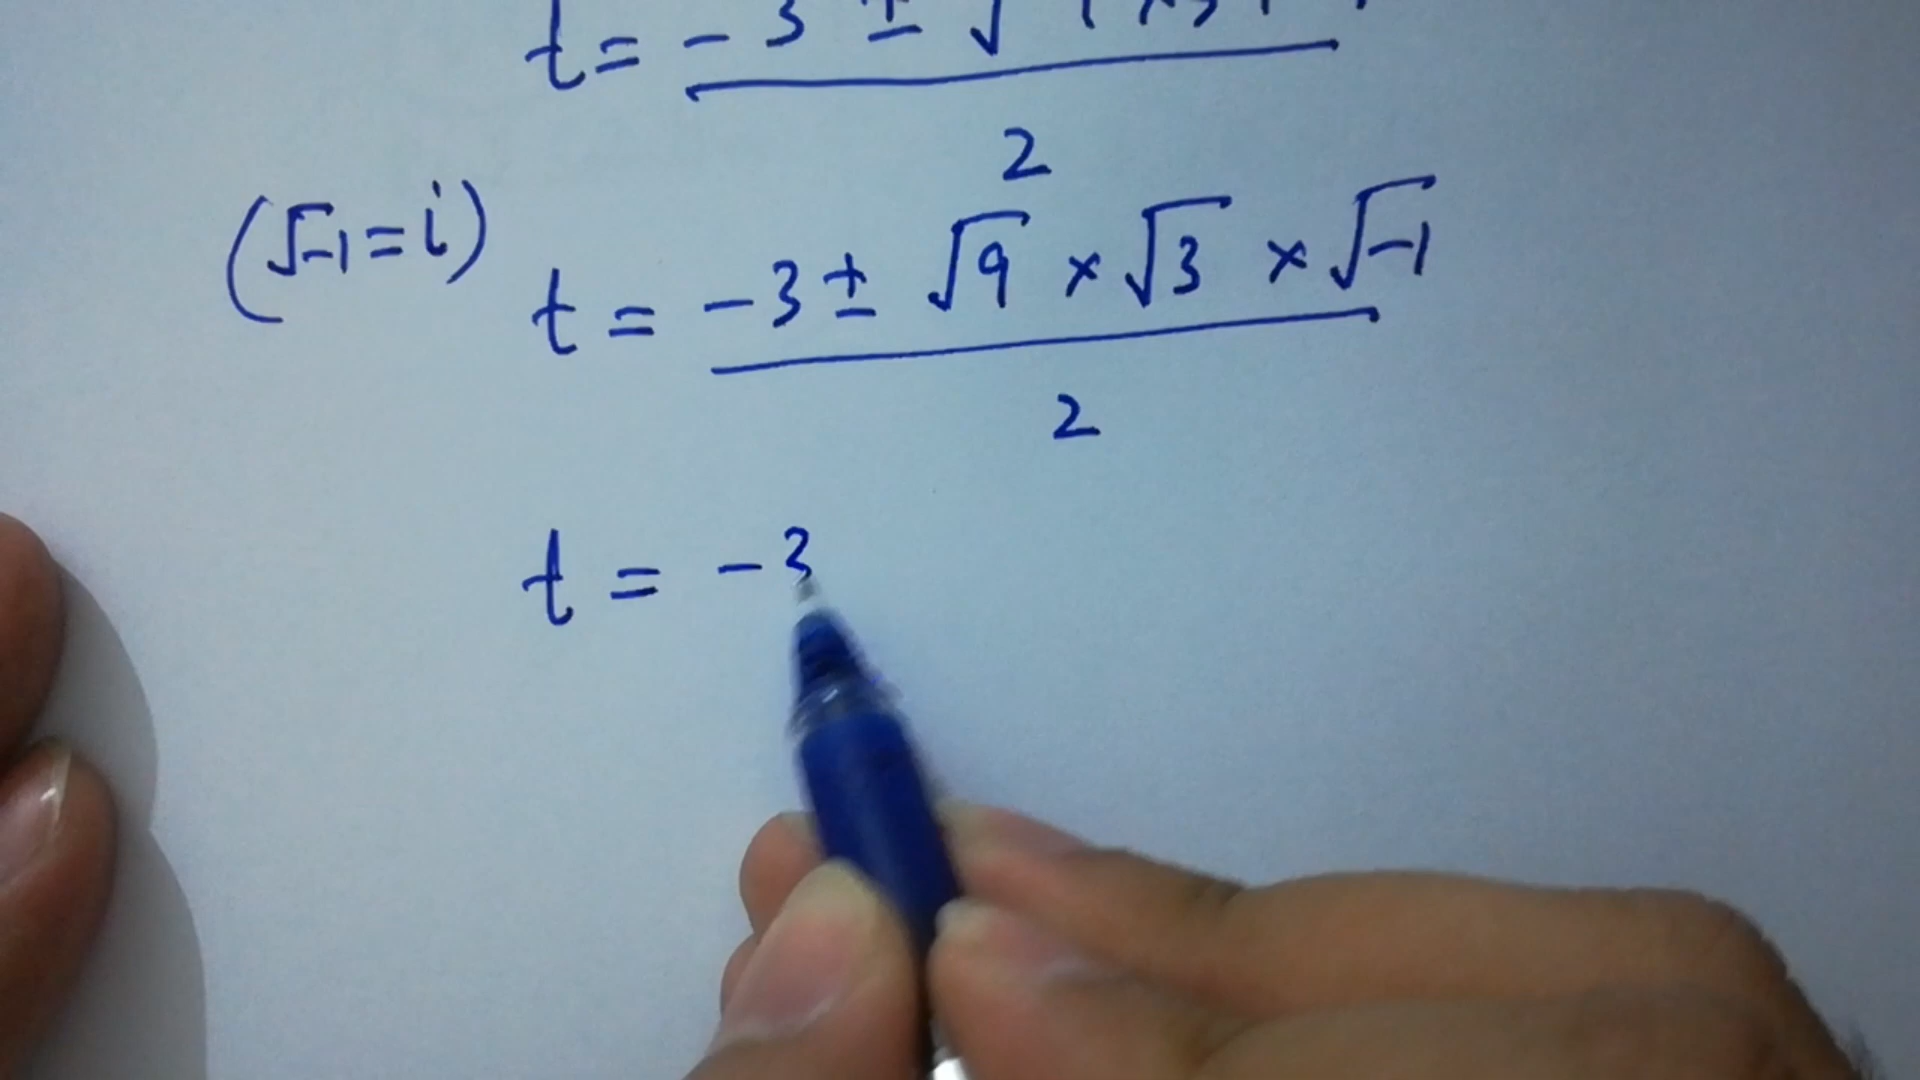 t = - 3 ± √
2
(√-1 = i)
t = -3 ± √9 × √3 × √-1
2
t = -3